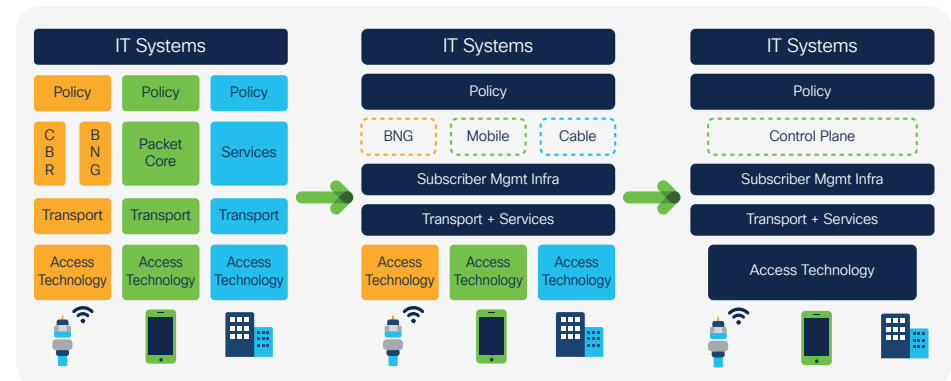 IT Systems
Policy
Policy
Policy
C
B
R
B
N
G
Packet
Core
Services
Transport
Transport
Transport
Access
Technology
Access
Technology
Access
Technology
IT Systems
Policy
BNG
Mobile
Cable
Subscriber Mgmt Infra
Transport + Services
Access
Technology
Access
Technology
Access
Technology
IT Systems
Policy
Control Plane
Subscriber Mgmt Infra
Transport + Services
Access Technology